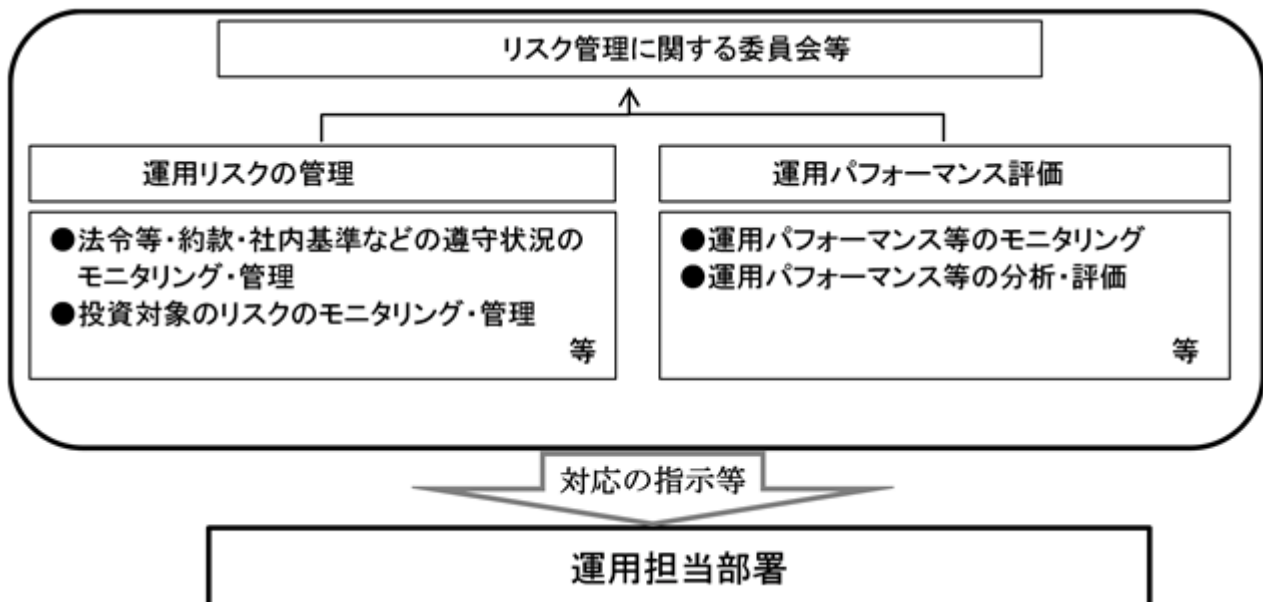 リスク管理に関する委員会等
運用リスクの管理
運用パフォーマンス評価
●法令等・約款・社内基準などの遵守状況の
モニタリング・管理
●投資対象のリスクのモニタリング・管理
等
●運用パフォーマンス等のモニタリング
●運用パフォーマンス等の分析・評価
等
対応の指示等
運用担当部署